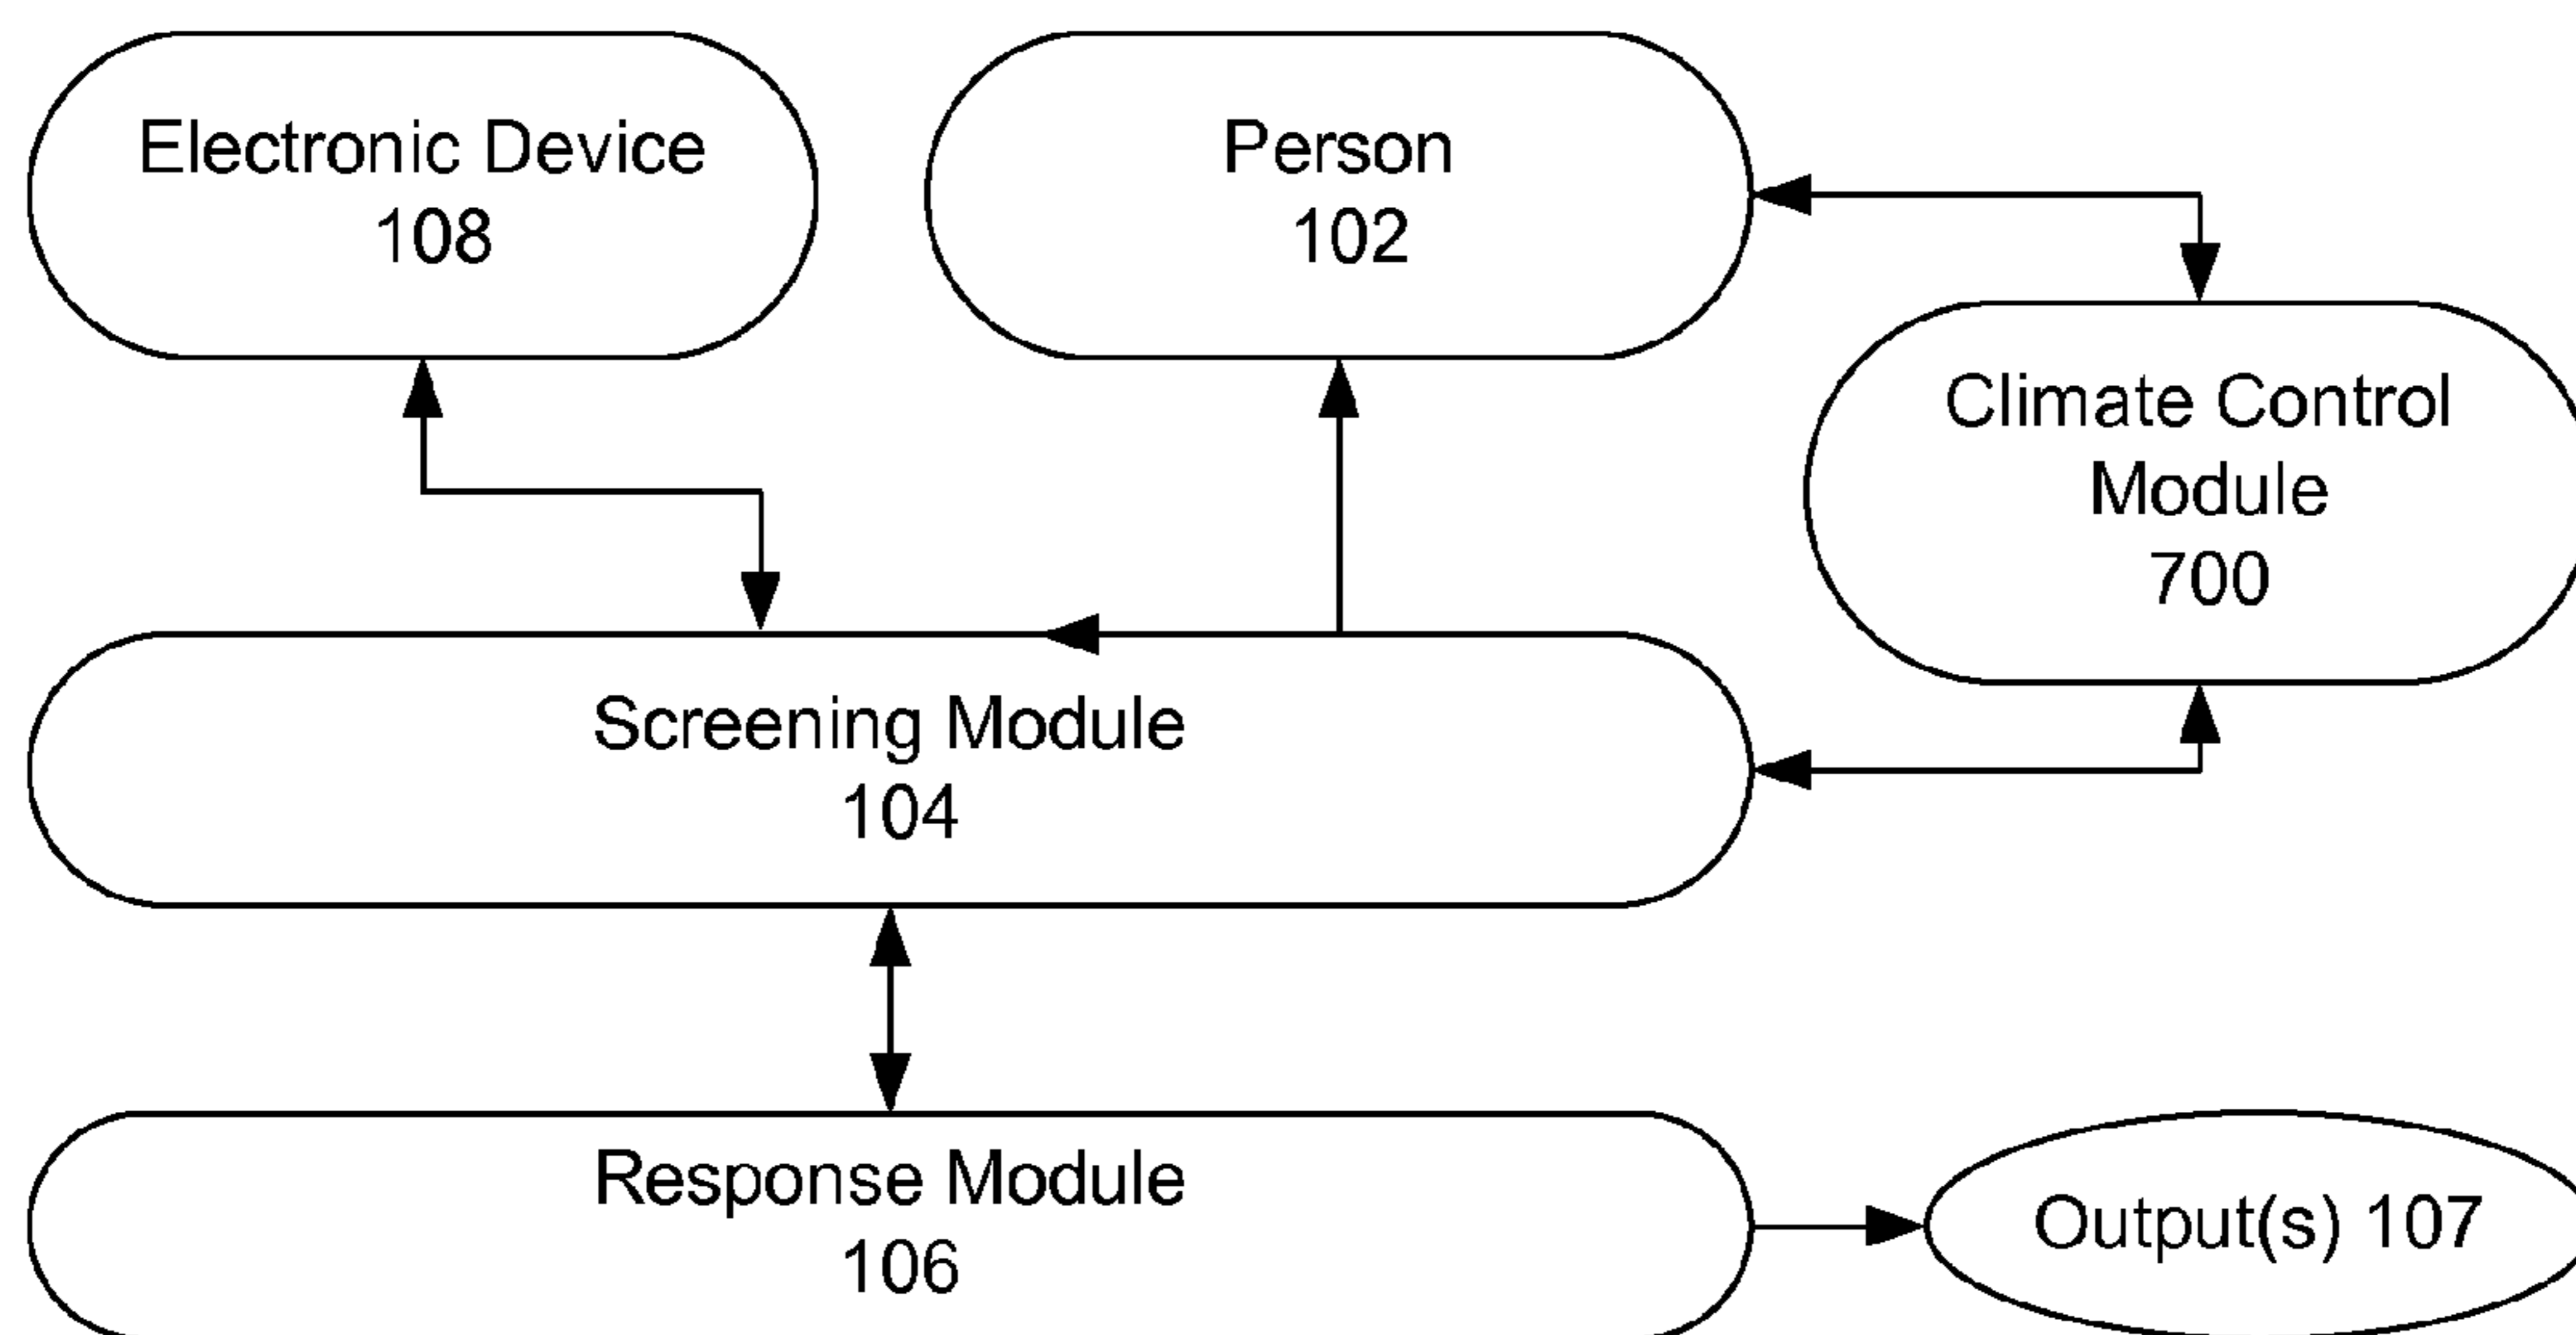 Electronic Device
108
Person
102
Climate Control
Module
700
Screening Module
104
Response Module
106
Output(s) 107